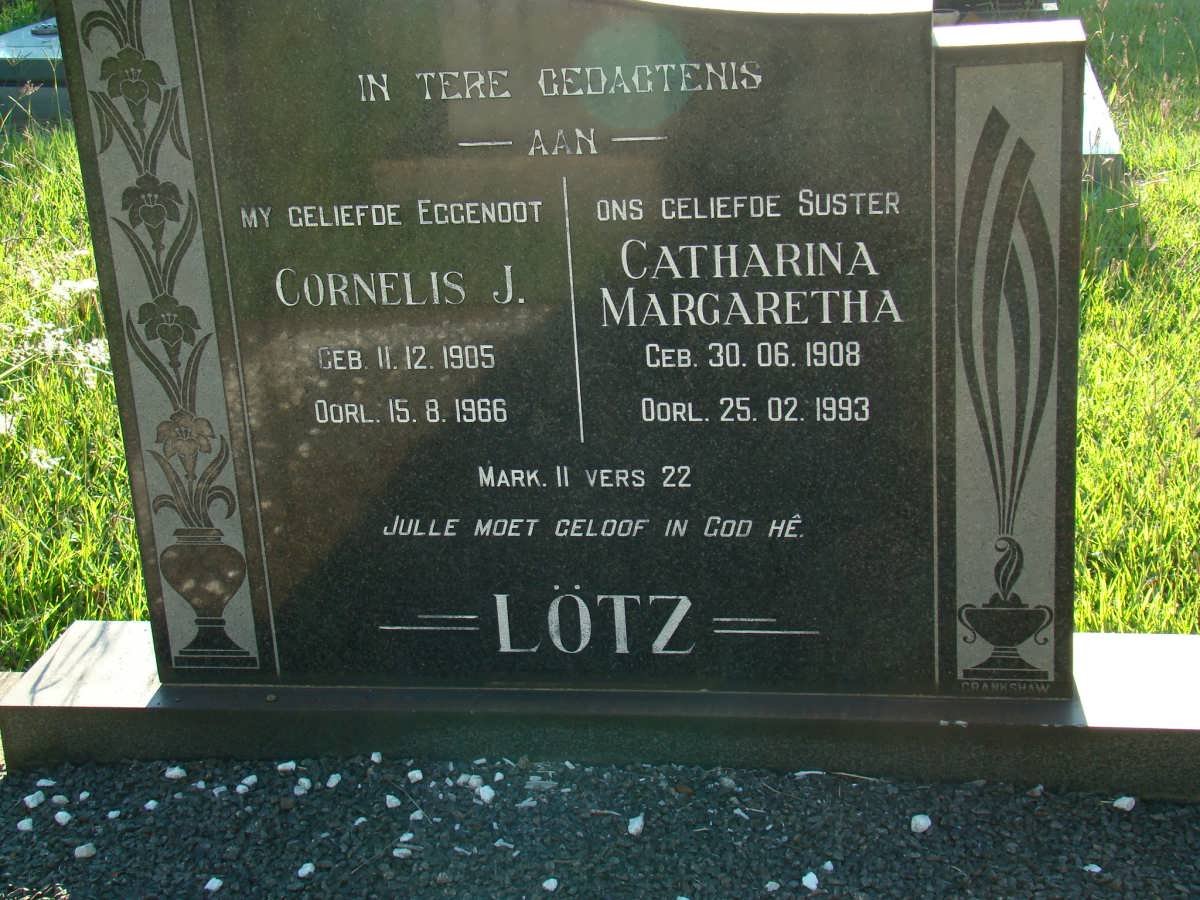 IN TERE GEDAGTENIS
AAN
MY GELIEFDE EGGENOOT
CORNELIS J.
GEB. 11. 12. 1905
OORL. 15. 8. 1966
ONS GELIEFDE SUSTER
CATHARINA
MARGARETHA
GEB. 30. 06. 1908
OORL. 25. 02. 1993
MARK. 11 VERS 22
JULLE MOET GELOOF IN GOD HÊ.
LÖTZ
CRANKSHAW